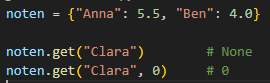 noten = {"Anna": 5.5, "Ben": 4.0}
noten.get("Clara") # None
noten.get("Clara", 0) # 0